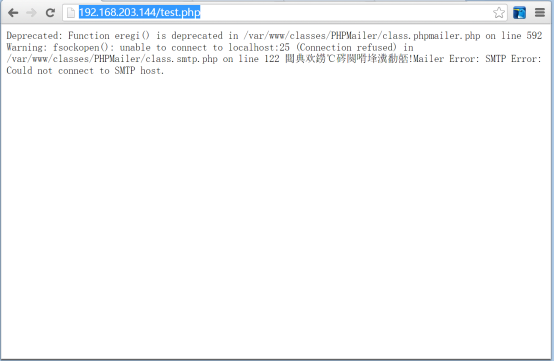 192.168.203.144/test.php
Deprecated: Function eregi() is deprecated in /var/www/classes/PHPMailer/class.phpmailer.php on line 592
Warning: fsockopen(): unable to connect to localhost:25 (Connection refused) in
/var/www/classes/PHPMailer/class.smtp.php on line 122 !Mailer Error: SMTP Error:
Could not connect to SMTP host.